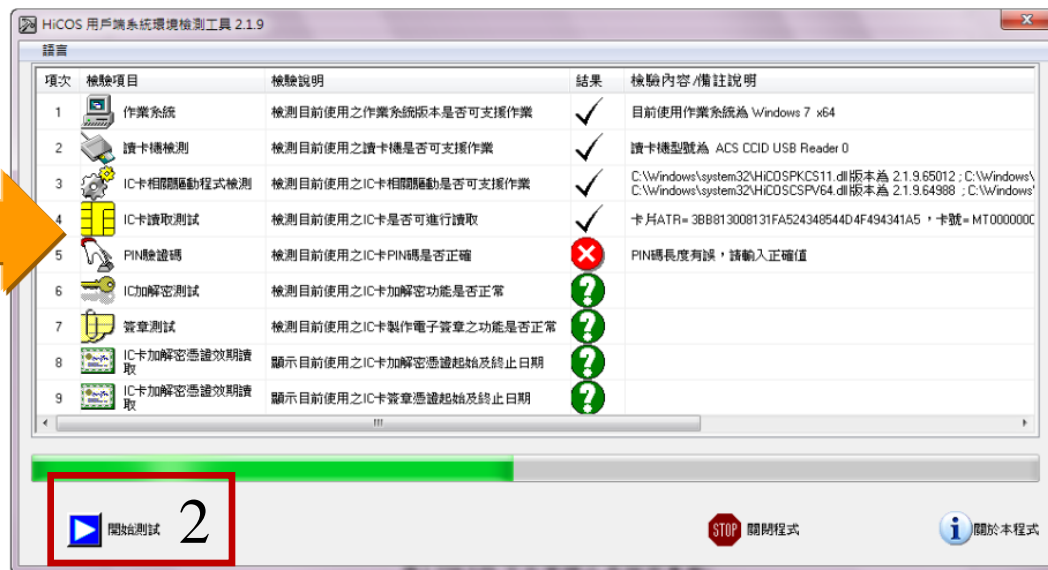 HiCOS 用戶端系統環境檢測工具 2.1.9
語言
項次 檢驗項目 檢驗說明 結果 檢驗內容/備註說明
1 作業系統 檢測目前使用之作業系統版本是否可支援作業 目前使用作業系統為 Windows 7 x64
2 讀卡機檢測 檢測目前使用之讀卡機是否可支援作業 讀卡機型號為 ACS CCID USB Reader 0
3 IC卡相關驅動程式檢測 檢測目前使用之IC卡相關驅動是否可支援作業 C:\Windows\system32\HiCOSPKCS11.dll版本為 2.1.9.65012 ; C:\Windows\
C:\Windows\system32\HiCOSCSPV64.dll版本為 2.1.9.64988 ; C:\Windows\
4 IC卡讀取測試 檢測目前使用之IC卡是否可進行讀取 卡片ATR= 3BB813008131FA524348544D4F494341A5 ,卡號= MT0000000
5 PIN驗證碼 檢測目前使用之IC卡PIN碼是否正確 PIN碼長度有誤,請輸入正確值
6 IC加解密測試 檢測目前使用之IC卡加解密功能是否正常
7 簽章測試 檢測目前使用之IC卡製作電子簽章之功能是否正常
8 IC卡加解密憑證效期讀
取 顯示目前使用之IC卡加解密憑證起始及終止日期
9 IC卡加解密憑證效期讀
取 顯示目前使用之IC卡簽章憑證起始及終止日期
開始測試 2 STOP 關閉程式 關於本程式